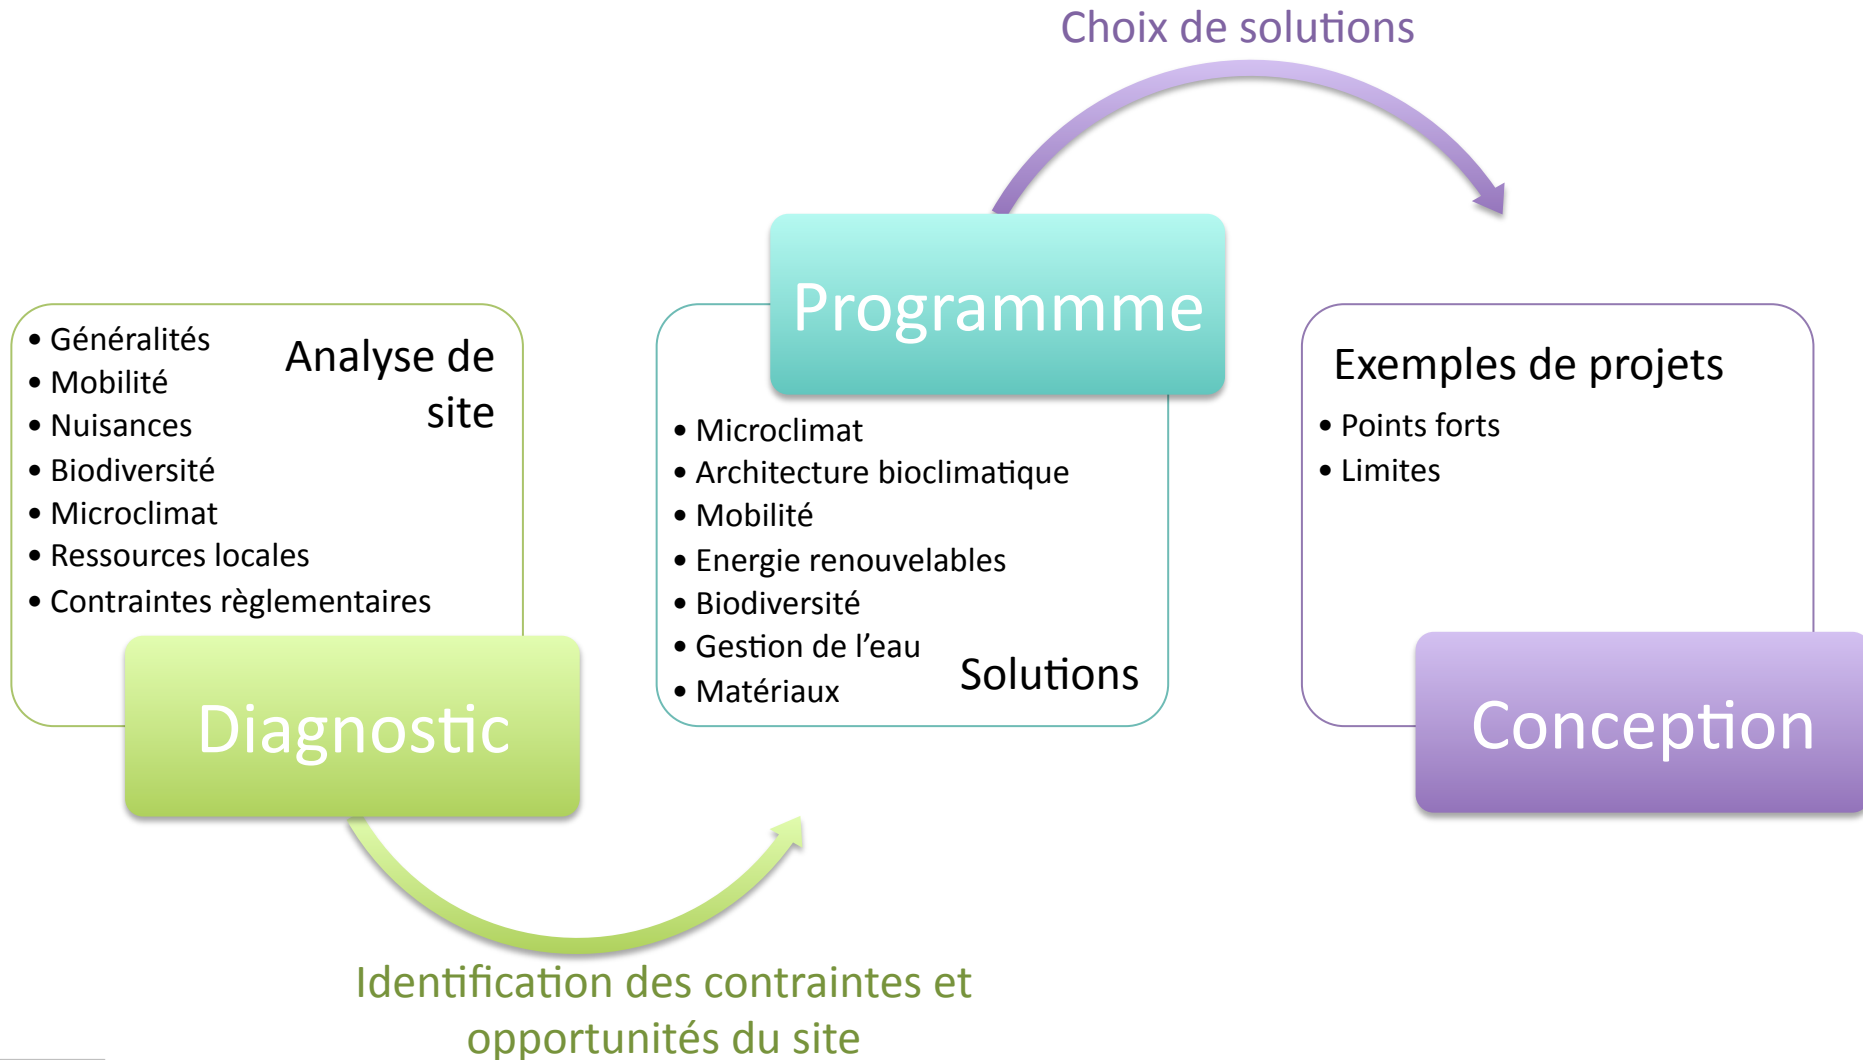 Choix de solutions
Programmme
• Généralités
• Mobilité
• Nuisances
• Biodiversité
• Microclimat
• Ressources locales
• Contraintes règlementaires
Analyse de
site
Diagnostic
Identification des contraintes et
opportunités du site
• Microclimat
• Architecture bioclimatique
• Mobilité
• Energie renouvelables
• Biodiversité
• Gestion de l’eau
• Matériaux
Solutions
Exemples de projets
• Points forts
• Limites
Conception